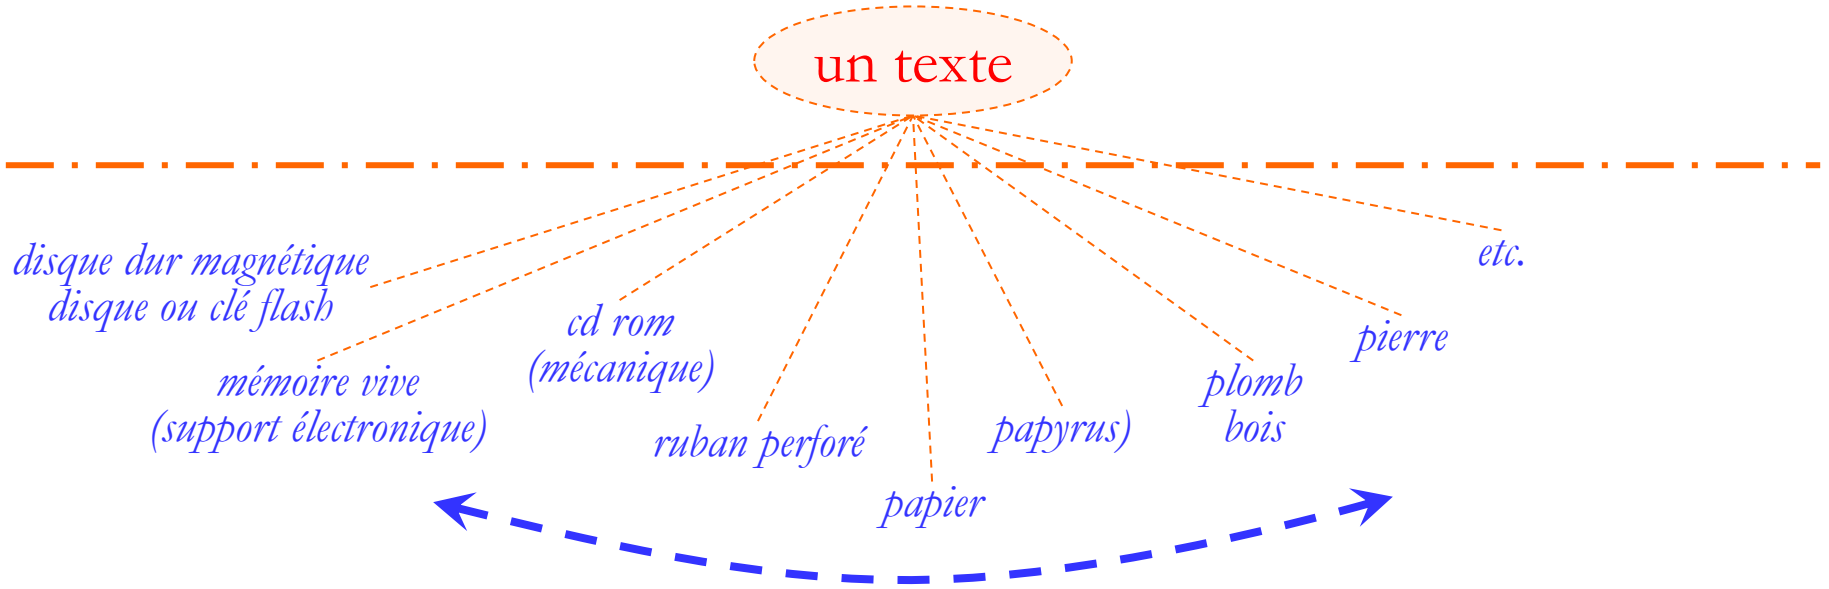 un texte
disque dur magnétique
disque ou clé flash
mémoire vive
(support électronique)
cd rom
(mécanique)
ruban perforé
papier
papyrus)
plomb
bois
pierre
etc.